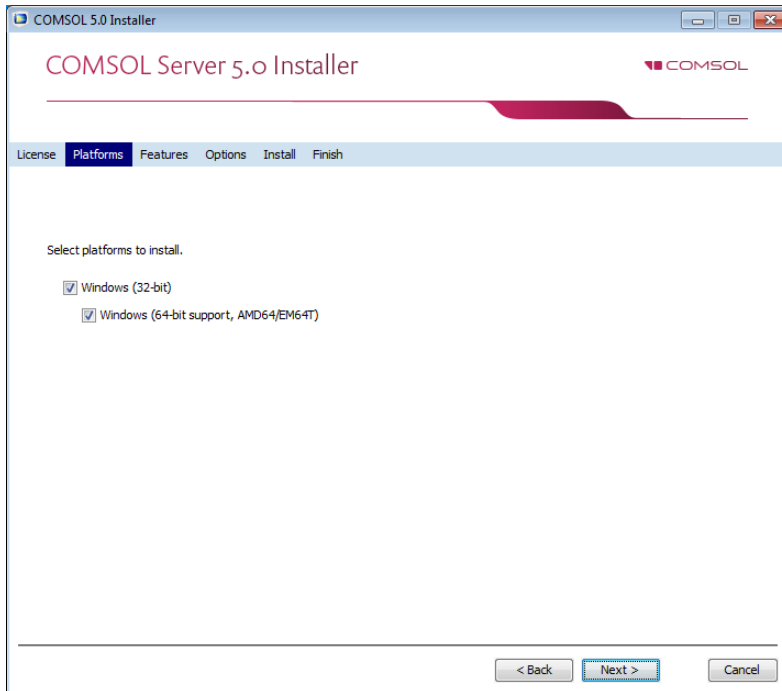 COMSOL 5.0 Installer
COMSOL Server 5.0 Installer
COMSOL
License Platforms Features Options Install Finish
Select platforms to install.
Windows (32-bit)
Windows (64-bit support, AMD64/EM64T)
< Back Next > Cancel